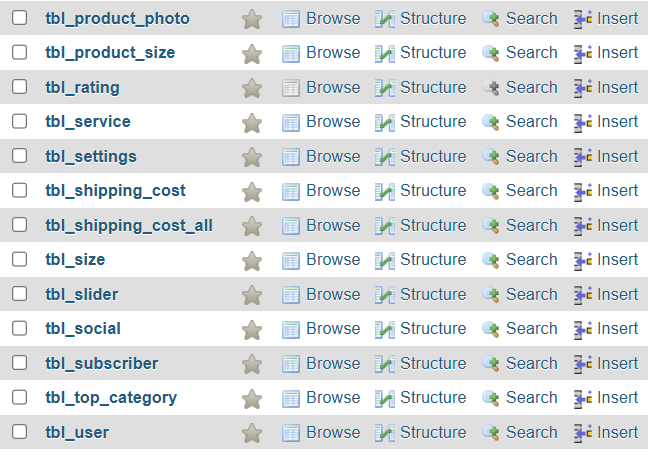 tbl_product_photo Browse Structure Search Insert
tbl_product_size Browse Structure Search Insert
tbl_rating Browse Structure Search Insert
tbl_service Browse Structure Search Insert
tbl_settings Browse Structure Search Insert
tbl_shipping_cost Browse Structure Search Insert
tbl_shipping_cost_all Browse Structure Search Insert
tbl_size Browse Structure Search Insert
tbl_slider Browse Structure Search Insert
tbl_social Browse Structure Search Insert
tbl_subscriber Browse Structure Search Insert
tbl_top_category Browse Structure Search Insert
tbl_user Browse Structure Search Insert